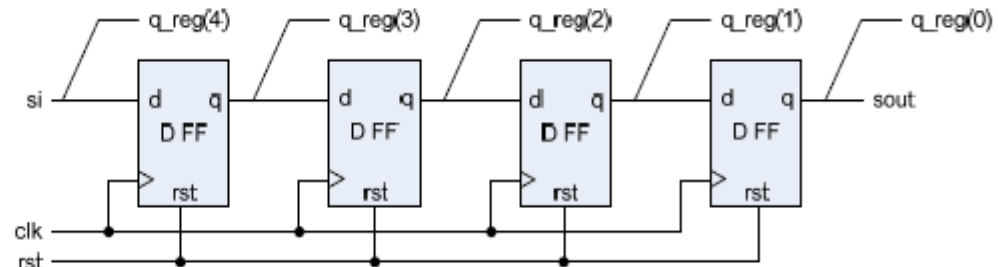 q_reg(4) q_reg(3) q_reg(2) q_reg(1) q_reg(0)
si d q d q d q d q sout
D FF D FF D FF D FF
rst rst rst rst
clk
rst